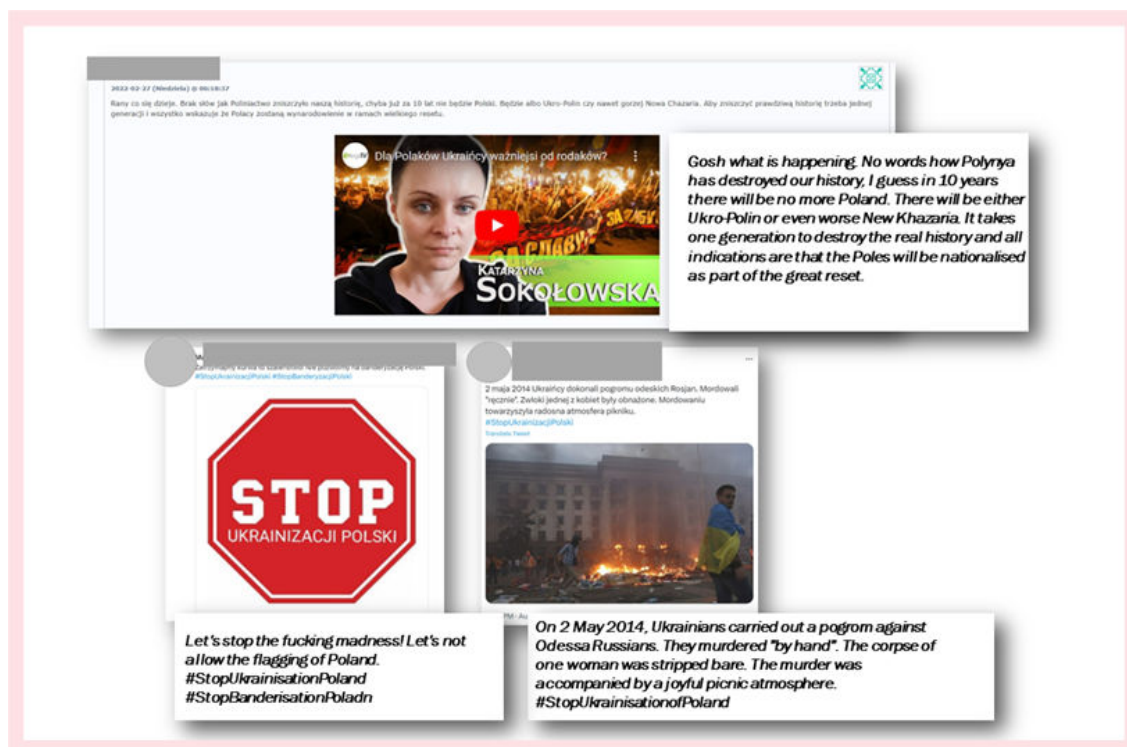 2022-02-27 (Niedziela) @ 00:10:37
Rany co się dzieje. Brak słów jak Poliniactwo zniszczyło naszą historię, chyba już za 10 lat nie będzie Polski. Będzie albo Ukro-Polin czy nawet gorzej Nowa Chazaria. Aby zniszczyć prawdziwą historię trzeba jednej
generacji i wszystko wskazuje że Polacy zostaną wynarodowienie w ramach wielkiego resetu.
Dla Polaków Ukraińcy ważniejsi od rodaków?
KATARZYNA
SOKOŁOWSKA
Gosh what is happening. No words how Polynya
has destroyed our history, I guess in 10 years
there will be no more Poland. There will be either
Ukro-Polin or even worse New Khazaria. It takes
one generation to destroy the real history and all
indications are that the Poles will be nationalised
as part of the great reset.
#StopUkrainizacjiPolski #StopBanderyzacjiPolski
STOP
UKRAINIZACJI POLSKI
2 maja 2014 Ukraińcy dokonali pogromu odeskich Rosjan. Mordowali
"ręcznie". Zwłoki jednej z kobiet były obnażone. Mordowaniu
towarzyszyła radosna atmosfera pikniku.
#StopUkrainizacjiPolski
Translate Tweet
Let's stop the fucking madness! Let's not
allow the flagging of Poland.
#StopUkrainisationPoland
#StopBanderisationPoladn
On 2 May 2014, Ukrainians carried out a pogrom against
Odessa Russians. They murdered "by hand". The corpse of
one woman was stripped bare. The murder was
accompanied by a joyful picnic atmosphere.
#StopUkrainisationofPoland